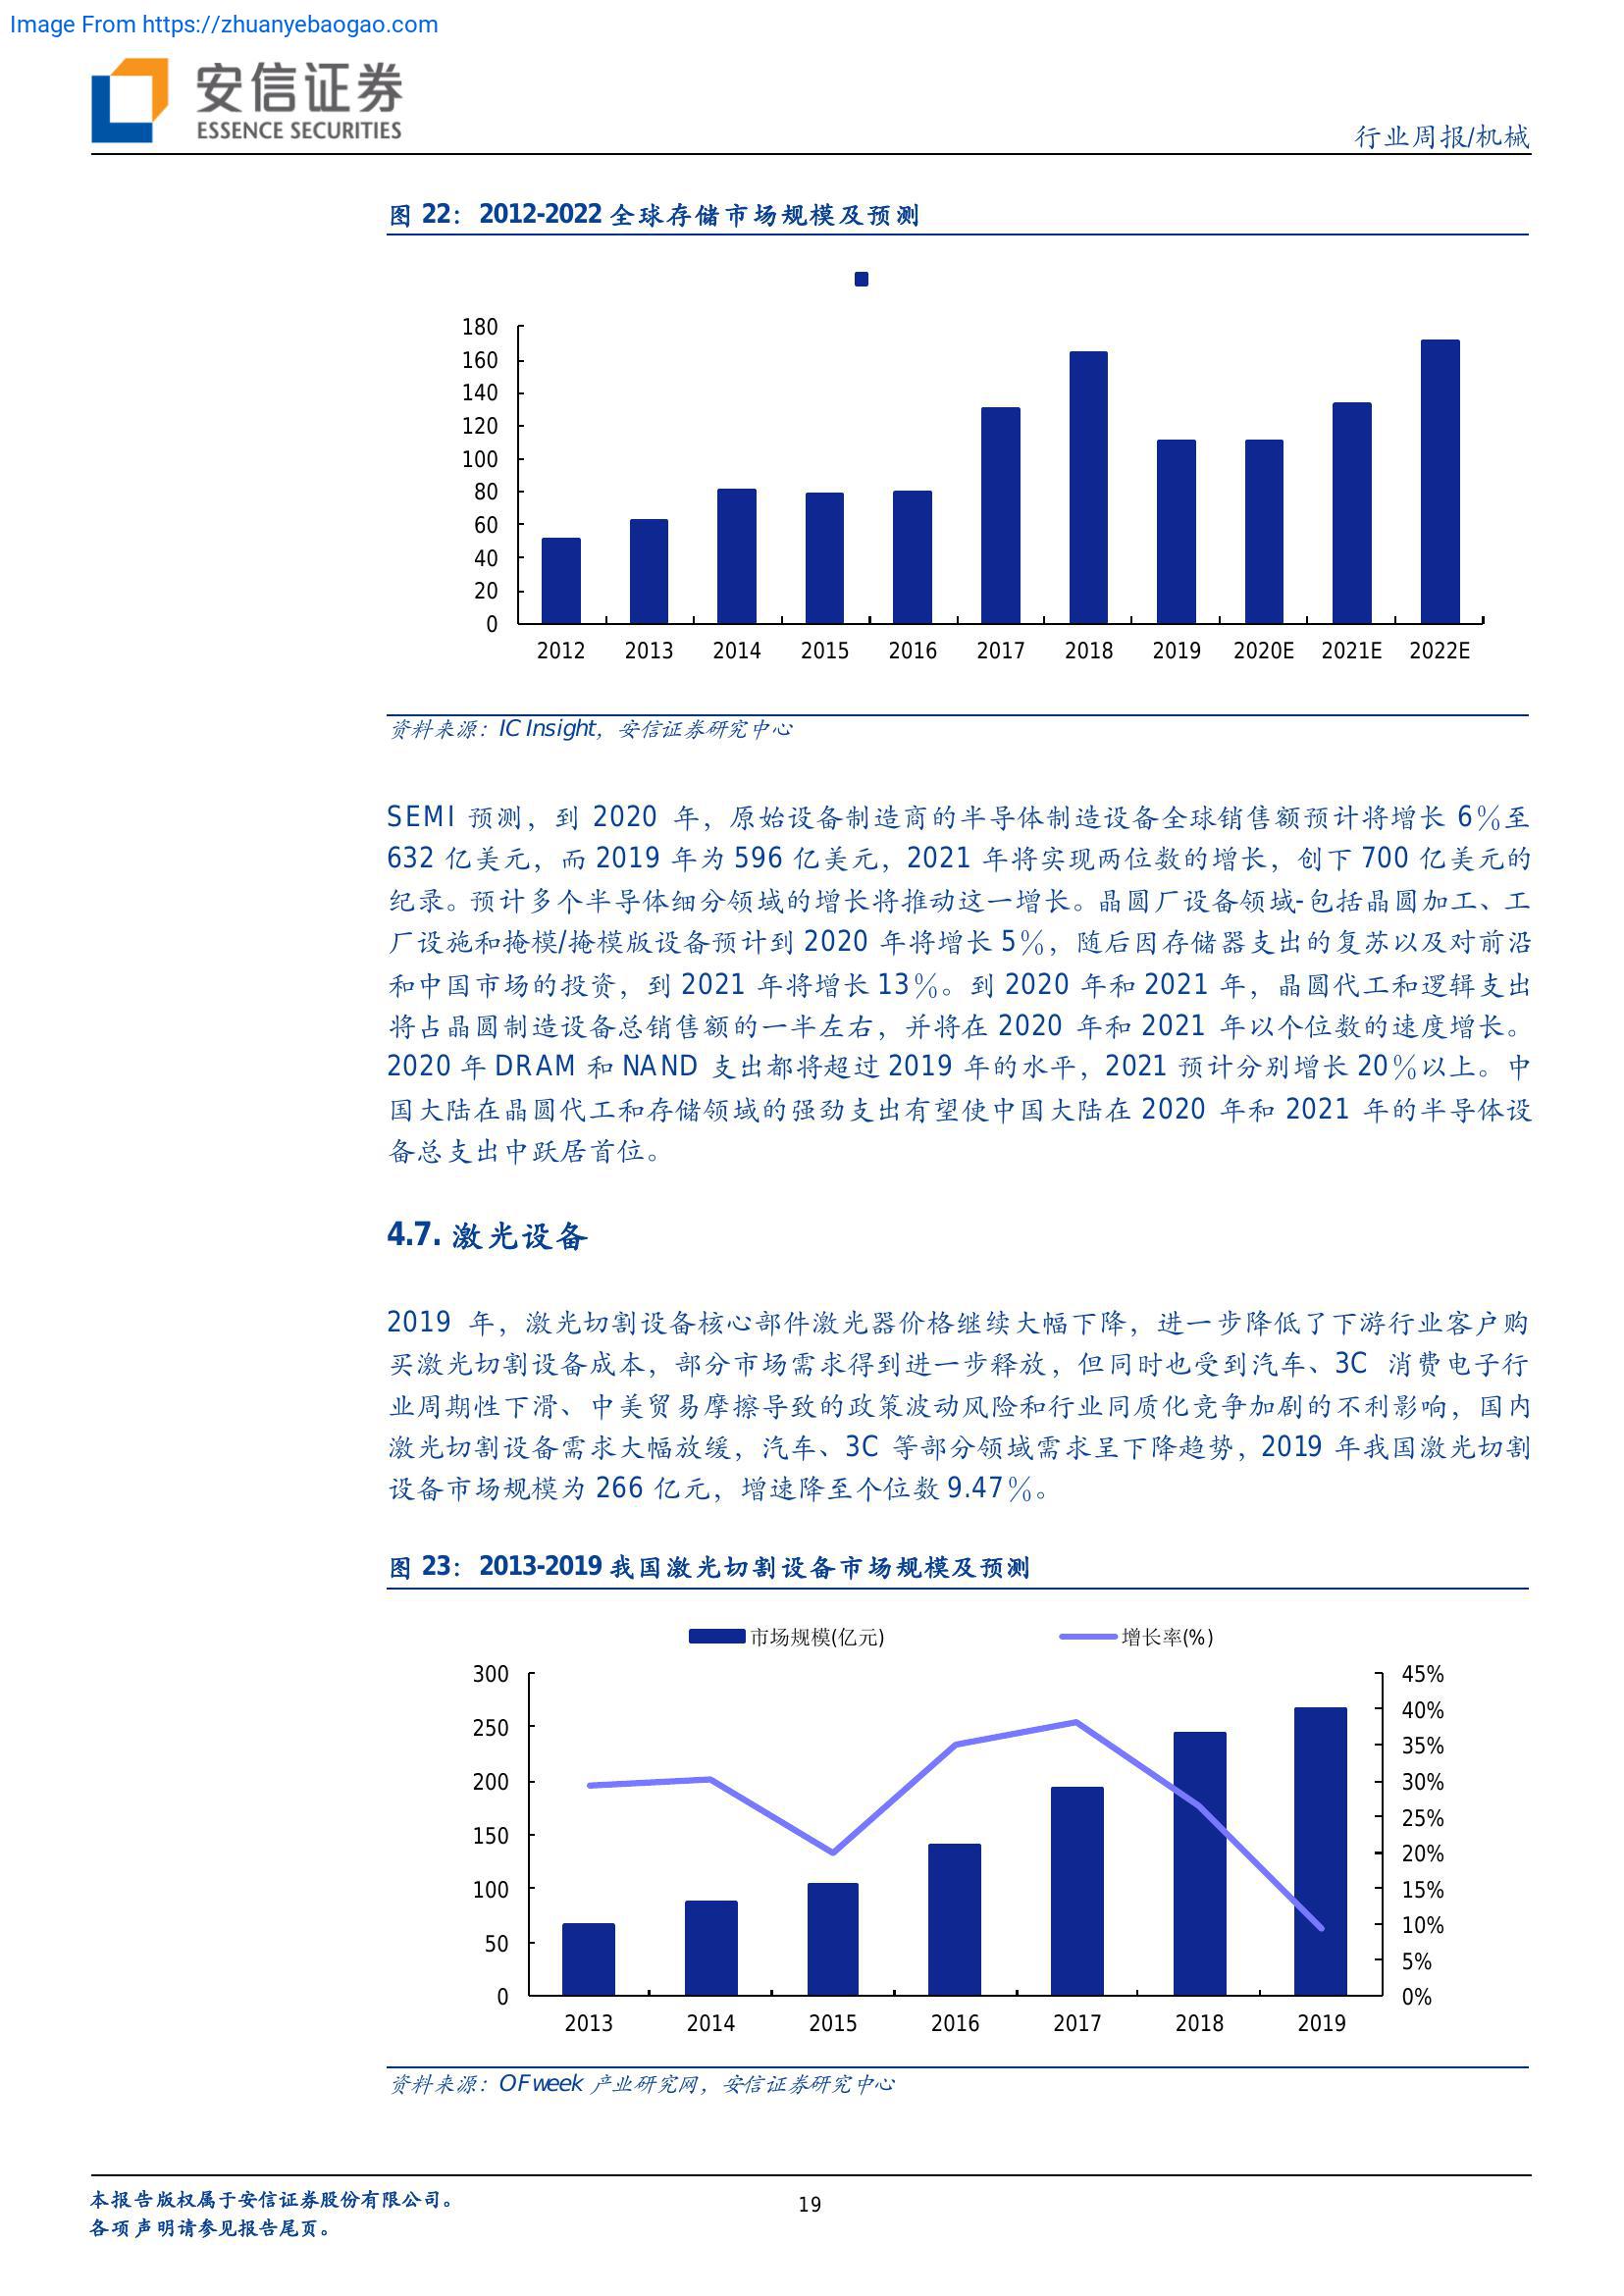 Image From https://zhuanyebaogao.com
安信证券
ESSENCE SECURITIES
行业周报/机械
图 22： 2012-2022 全球存储市场规模及预测
180
160
140
120
100
80
60
40
20
0
2012 2013 2014 2015 2016 2017 2018 2019 2020E 2021E 2022E
资料来源：IC Insight，安信证券研究中心
SEMI 预测，到 2020 年，原始设备制造商的半导体制造设备全球销售额预计将增长 6％至
632 亿美元，而 2019 年为 596 亿美元，2021 年将实现两位数的增长，创下 700 亿美元的
纪录。预计多个半导体细分领域的增长将推动这一增长。晶圆厂设备领域-包括晶圆加工、工
厂设施和掩模/掩模版设备预计到 2020 年将增长 5％，随后因存储器支出的复苏以及对前沿
和中国市场的投资，到 2021 年将增长 13％。到 2020 年和 2021 年，晶圆代工和逻辑支出
将占晶圆制造设备总销售额的一半左右，并将在 2020 年和 2021 年以个位数的速度增长。
2020 年 DRAM 和 NAND 支出都将超过 2019 年的水平，2021 预计分别增长 20％以上。中
国大陆在晶圆代工和存储领域的强劲支出有望使中国大陆在 2020 年和 2021 年的半导体设
备总支出中跃居首位。
4.7. 激光设备
2019 年，激光切割设备核心部件激光器价格继续大幅下降，进一步降低了下游行业客户购
买激光切割设备成本，部分市场需求得到进一步释放，但同时也受到汽车、3C 消费电子行
业周期性下滑、中美贸易摩擦导致的政策波动风险和行业同质化竞争加剧的不利影响，国内
激光切割设备需求大幅放缓，汽车、3C 等部分领域需求呈下降趋势，2019 年我国激光切割
设备市场规模为 266 亿元，增速降至个位数 9.47％。
图 23： 2013-2019 我国激光切割设备市场规模及预测
市场规模(亿元) 增长率(%)
300 45%
40%
250 35%
200 30%
25%
150 20%
100 15%
10%
50 5%
0 0%
2013 2014 2015 2016 2017 2018 2019
资料来源：OFweek 产业研究网，安信证券研究中心
本报告版权属于安信证券股份有限公司。
19
各项声明请参见报告尾页。